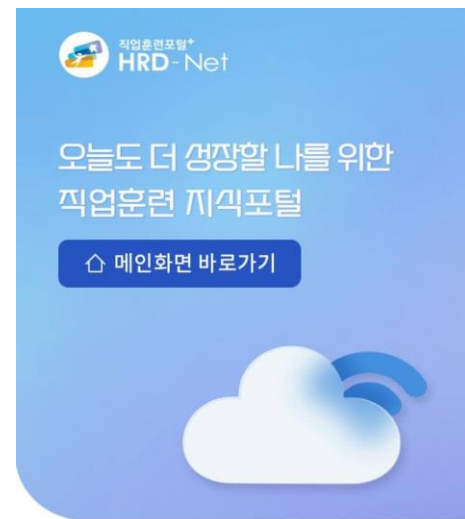 직업훈련포털+
HRD-Net
오늘도 더 성장할 나를 위한
직업훈련 지식포털
메인화면 바로가기